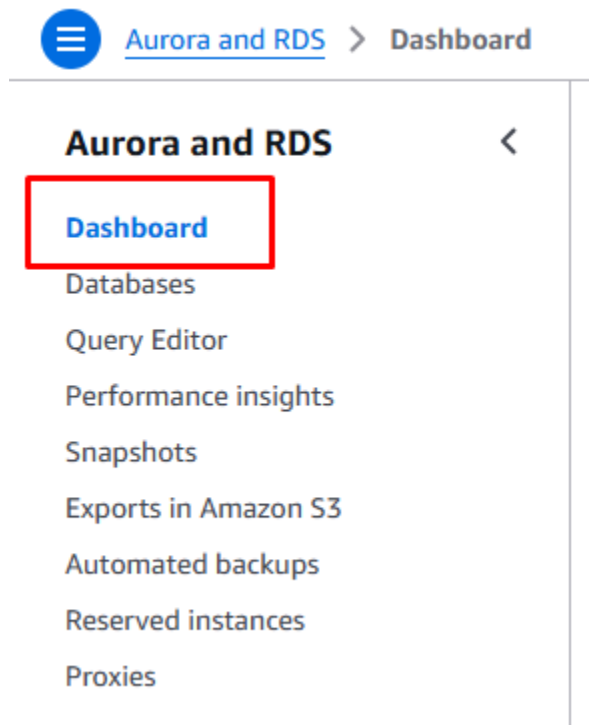 Aurora and RDS > Dashboard
Aurora and RDS
Dashboard
Databases
Query Editor
Performance insights
Snapshots
Exports in Amazon S3
Automated backups
Reserved instances
Proxies